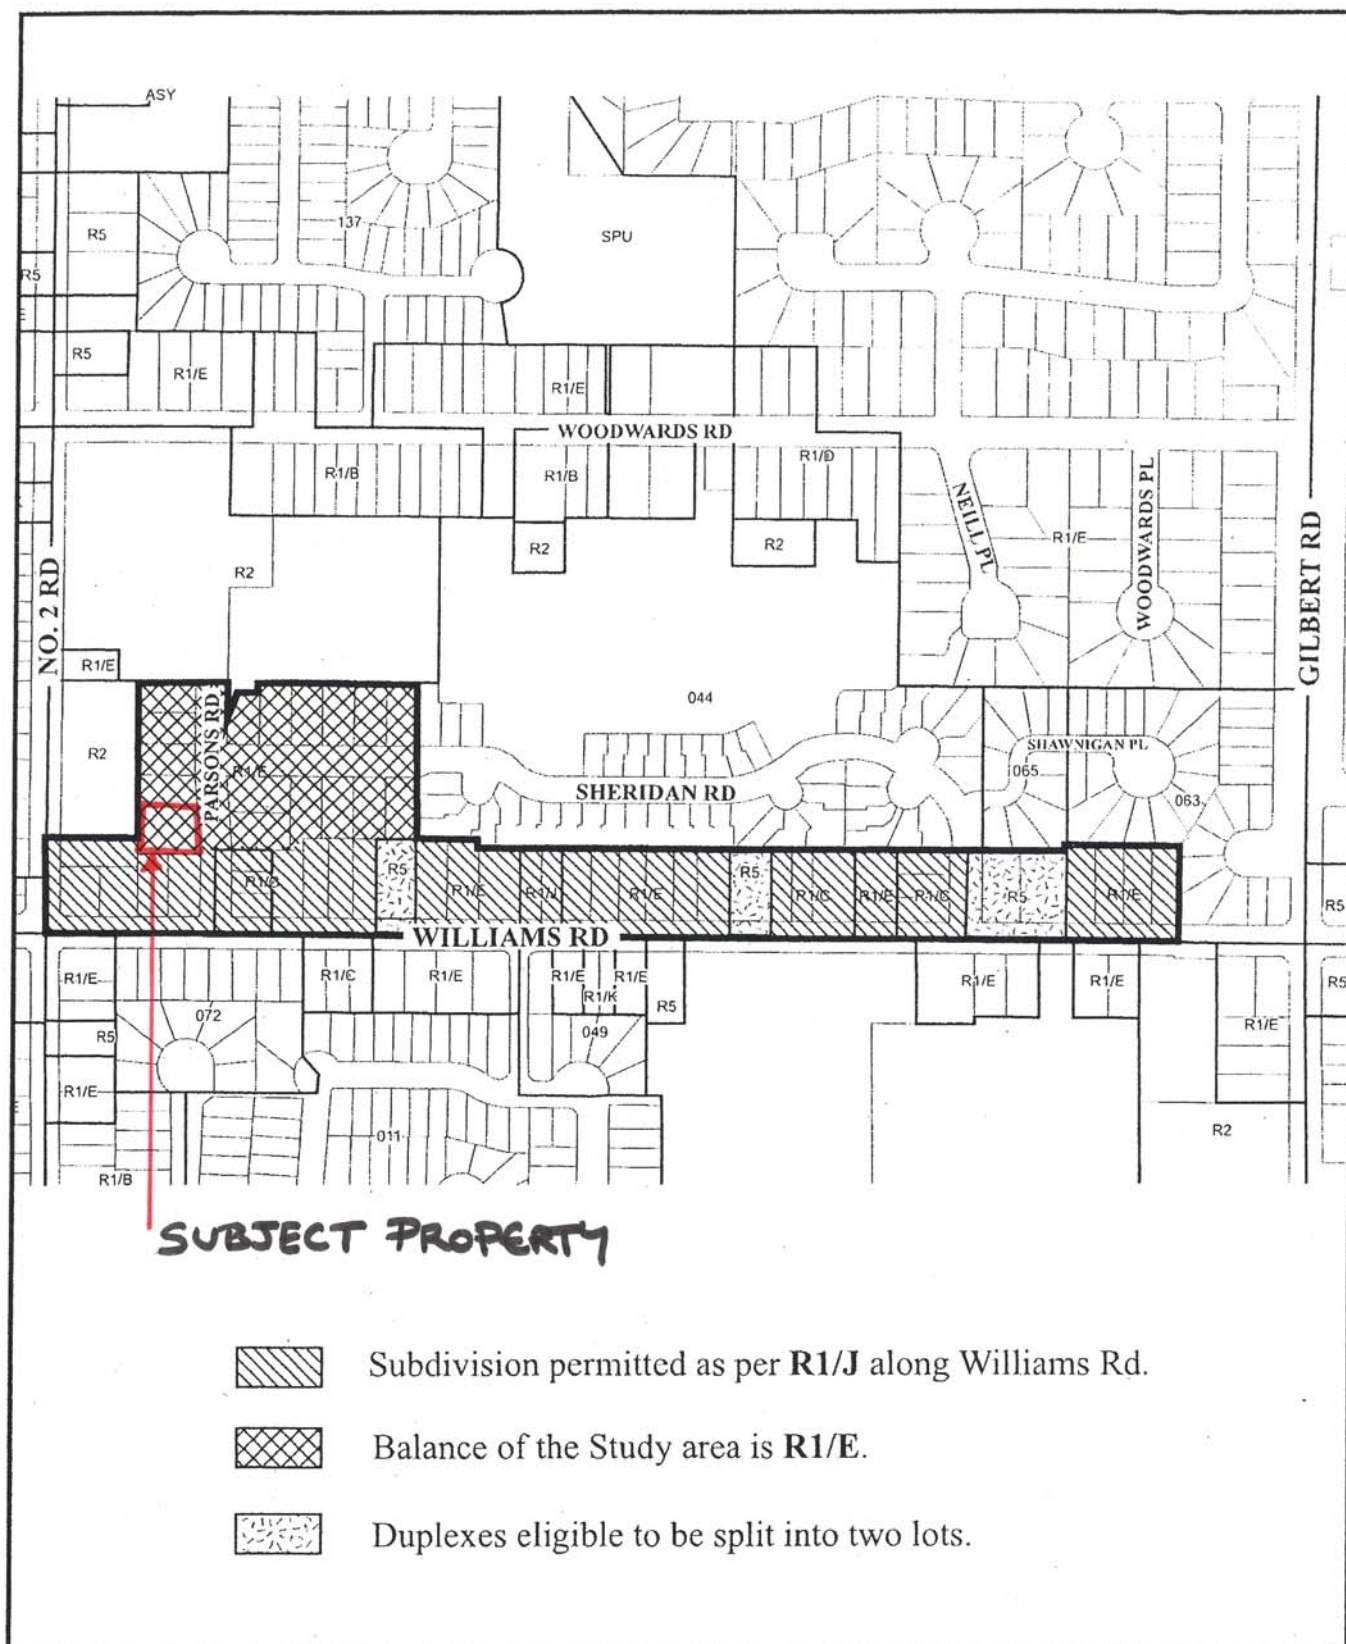 ASY
137
R5
SPU
R5
R5
R1/E
R1/E
WOODWARDS RD
R1/B
R1/B
R1/D
NEILL PL
R1/E
WOODWARDS PL
GILBERT RD
NO. 2 RD
R2
R2
R2
R1/E
044
R2
PARSONS RD
R1/E
SHERIDAN RD
SHAWNIGAN PL
065
063
R5
R5
R1/E
R1/J
R1/E
R5
R1/C
R1/E
R1/C
R5
R1/E
R5
WILLIAMS RD
R1/E
R1/C
R1/E
R1/E
R1/K
R1/E
R5
R1/E
R1/E
R5
072
R5
049
R1/E
R1/E
011
R2
R1/B
SUBJECT PROPERTY
Subdivision permitted as per R1/J along Williams Rd.
Balance of the Study area is R1/E.
Duplexes eligible to be split into two lots.